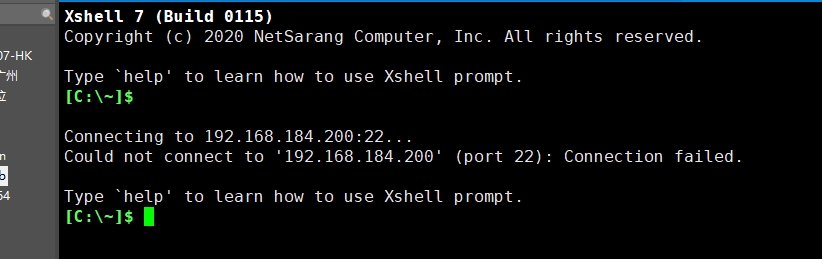 07-HK
广州
位
n
b
54
Xshell 7 (Build 0115)
Copyright (c) 2020 NetSarang Computer, Inc. All rights reserved.
Type `help' to learn how to use Xshell prompt.
[C:\~]$
Connecting to 192.168.184.200:22...
Could not connect to '192.168.184.200' (port 22): Connection failed.
Type `help' to learn how to use Xshell prompt.
[C:\~]$